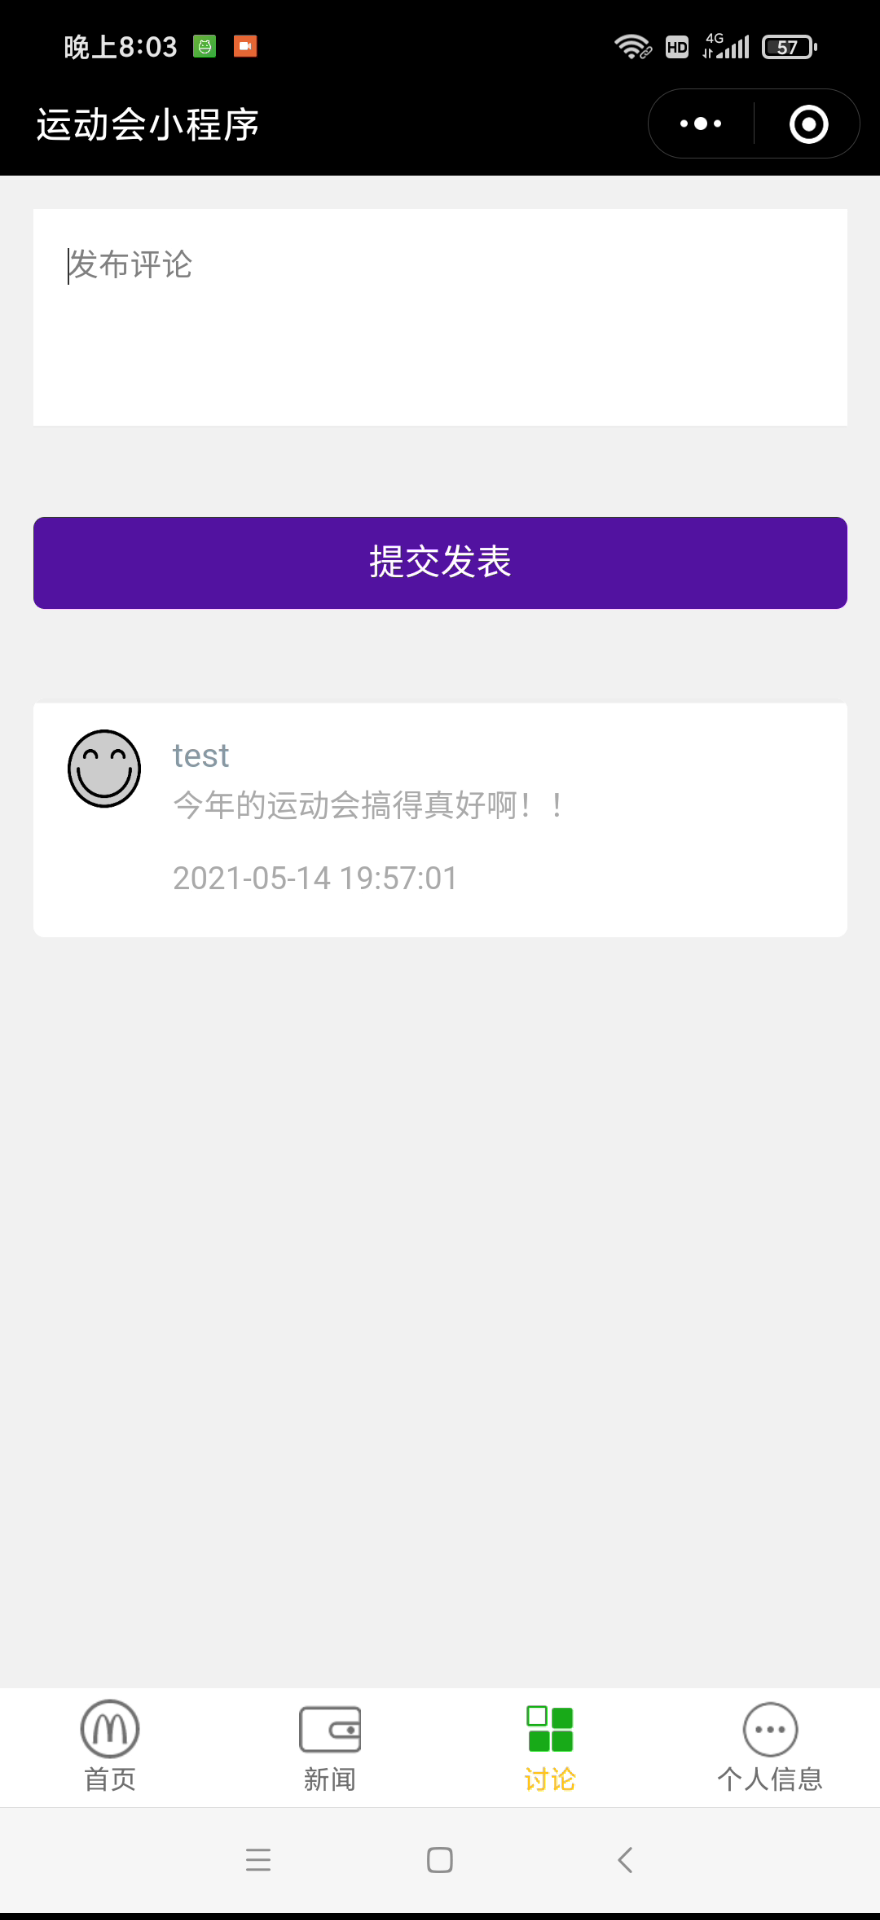 晚上8:03
HD 4G 57
运动会小程序
发布评论
提交发表
test
今年的运动会搞得真好啊！！
2021-05-14 19:57:01
首页 新闻 讨论 个人信息